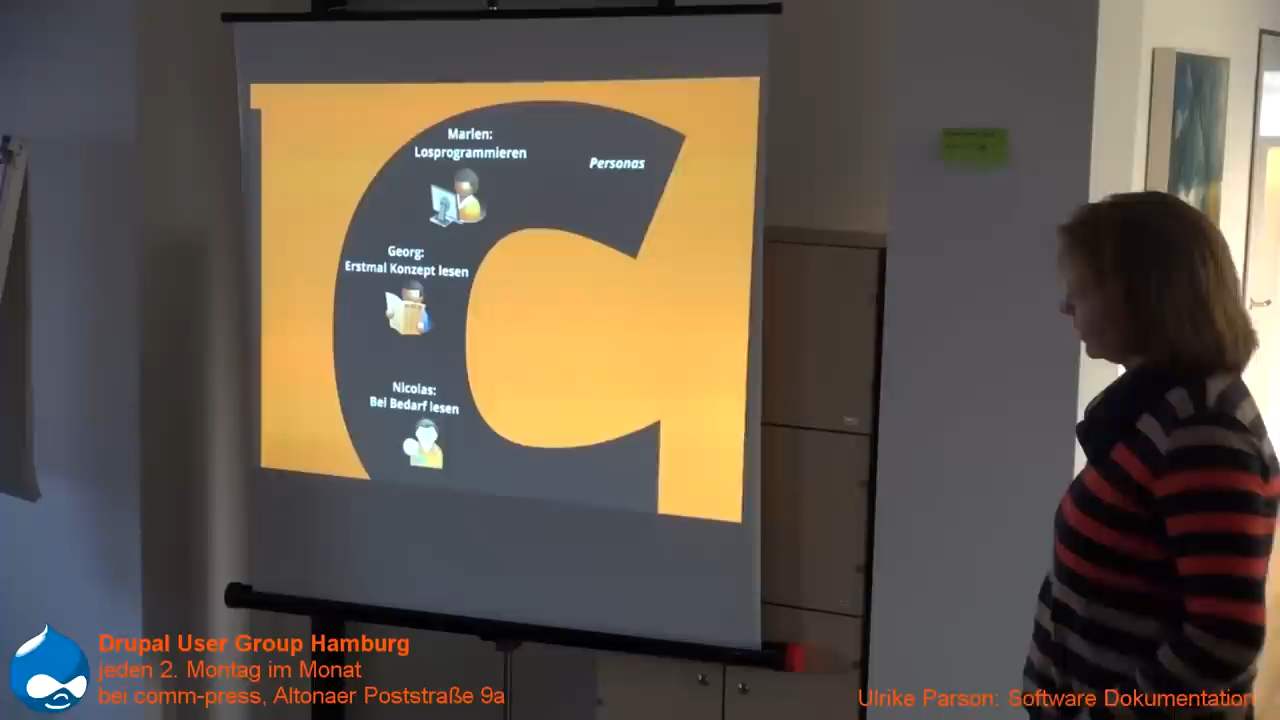 Marlen:
Losprogrammieren
Personas
Georg:
Erstmal Konzept lesen
Nicolas:
Bei Bedarf lesen
Drupal User Group Hamburg
jeden 2. Montag im Monat
bei comm-press, Altonaer Poststraße 9a
Ulrike Parson: Software Dokumentation